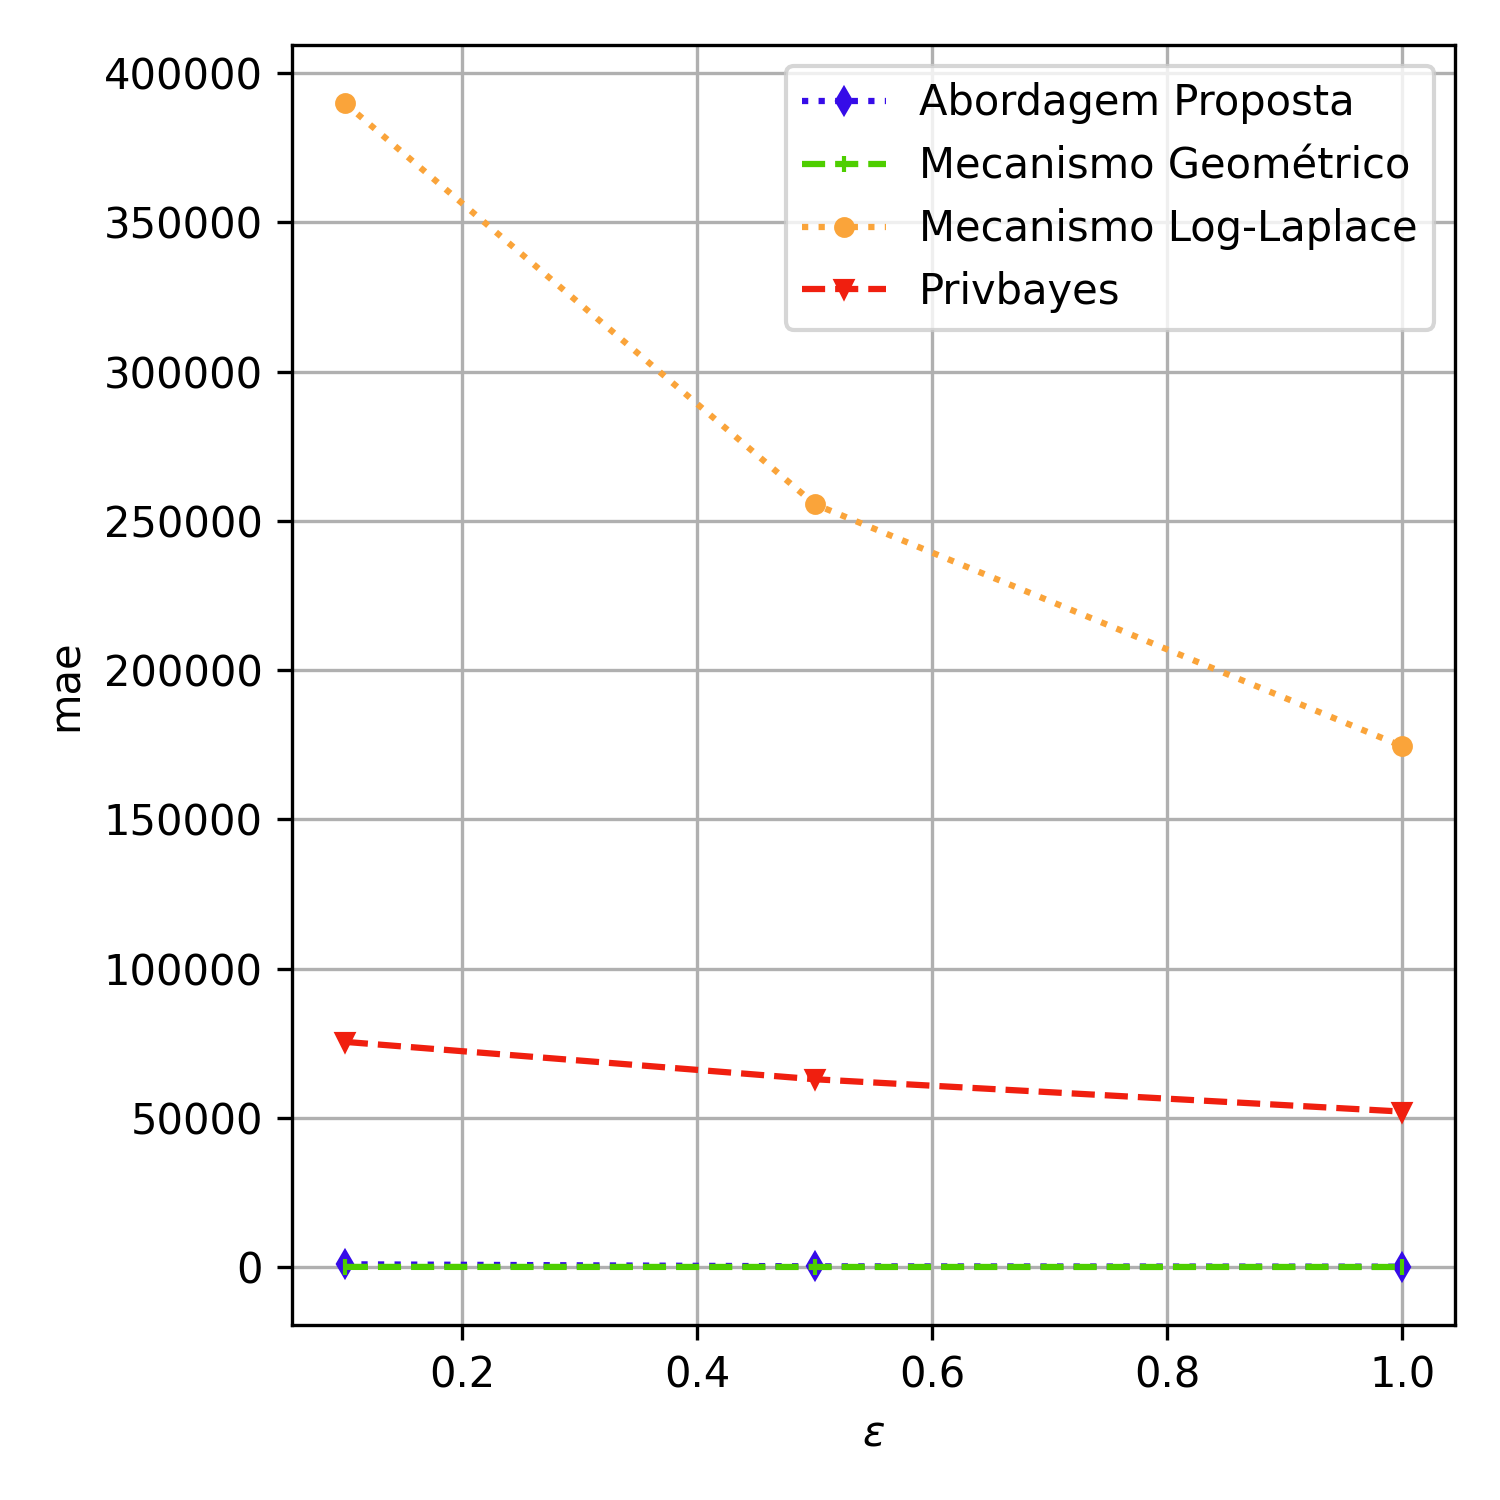 400000
350000
300000
250000
200000
150000
100000
50000
0
mae
Abordagem Proposta
Mecanismo Geométrico
Mecanismo Log-Laplace
Privbayes
0.2 0.4 0.6 0.8 1.0
ε